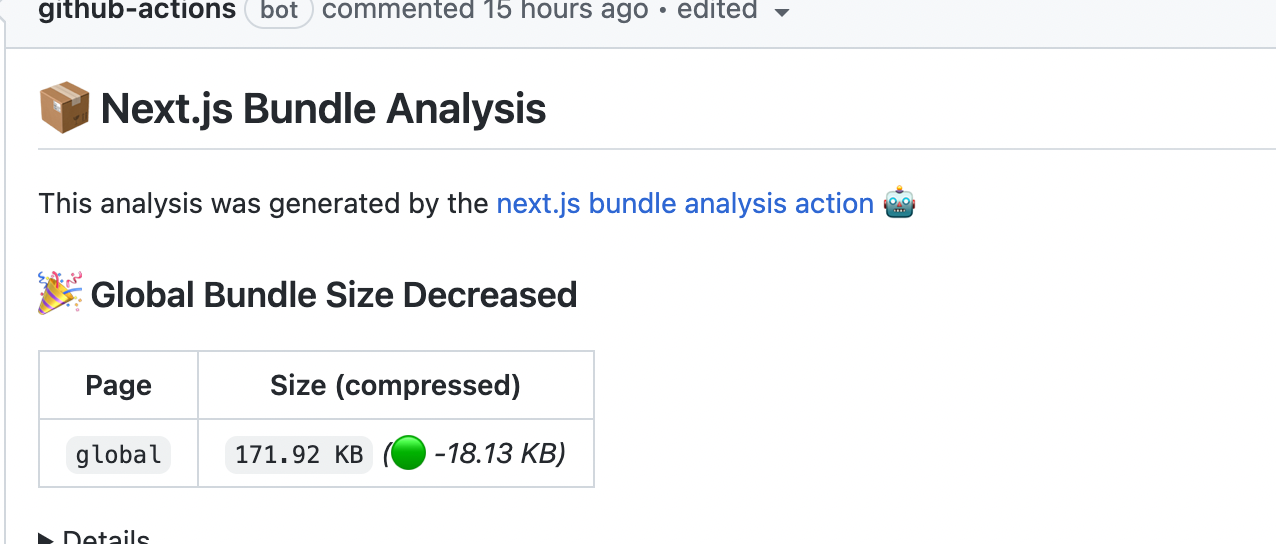 github-actions bot commented 15 hours ago • edited
📦 Next.js Bundle Analysis
This analysis was generated by the next.js bundle analysis action 🤖
🎉 Global Bundle Size Decreased
Page Size (compressed)
global 171.92 KB (🟢 -18.13 KB)
Details